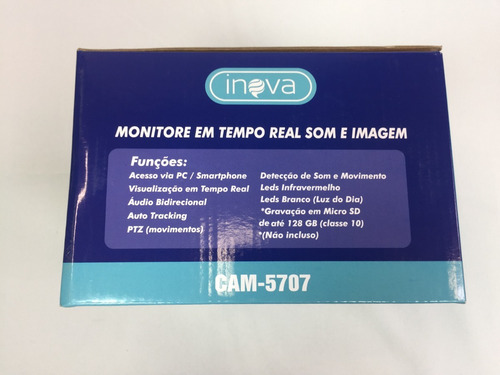 inova
MONITORE EM TEMPO REAL SOM E IMAGEM
Funções:
Acesso via PC / Smartphone
Visualização em Tempo Real
Áudio Bidirecional
Auto Tracking
PTZ (movimentos)
Detecção de Som e Movimento
Leds Infravermelho
Leds Branco (Luz do Dia)
*Gravação em Micro SD
de até 128 GB (classe 10)
*(Não incluso)
CAM-5707